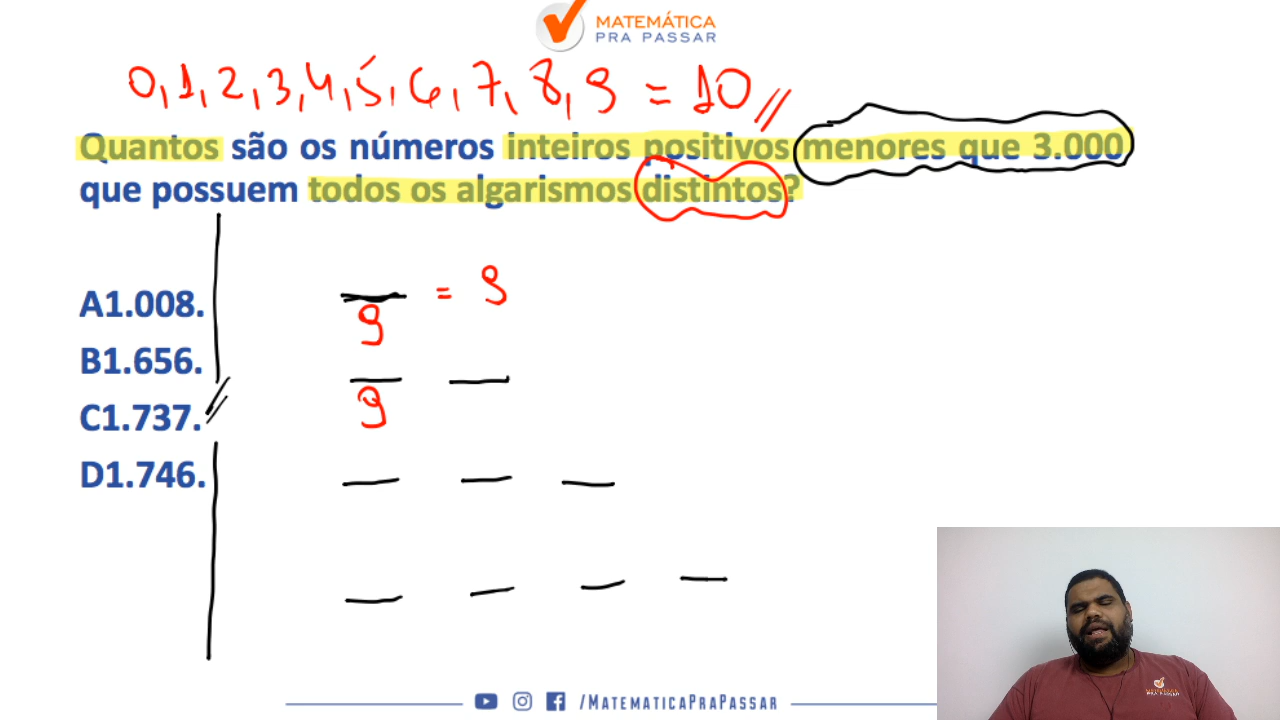 MATEMÁTICA
PRA PASSAR
0,1,2,3,4,5,6,7,8,9 = 10
Quantos são os números inteiros positivos menores que 3.000
que possuem todos os algarismos distintos?
A1.008.
B1.656.
C1.737.
D1.746.
9 = 9
9
/MATEMATICAPRAPASSAR